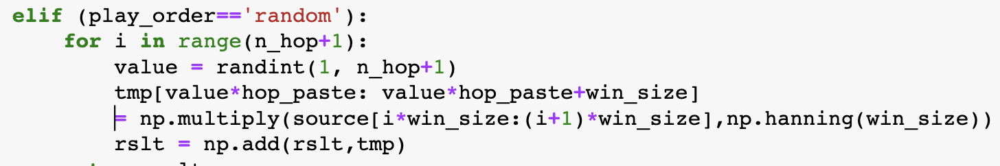 elif (play_order=='random'):
    for i in range(n_hop+1):
        value = randint(1, n_hop+1)
        tmp[value*hop_paste: value*hop_paste+win_size]
        = np.multiply(source[i*win_size:(i+1)*win_size],np.hanning(win_size))
        rslt = np.add(rslt,tmp)